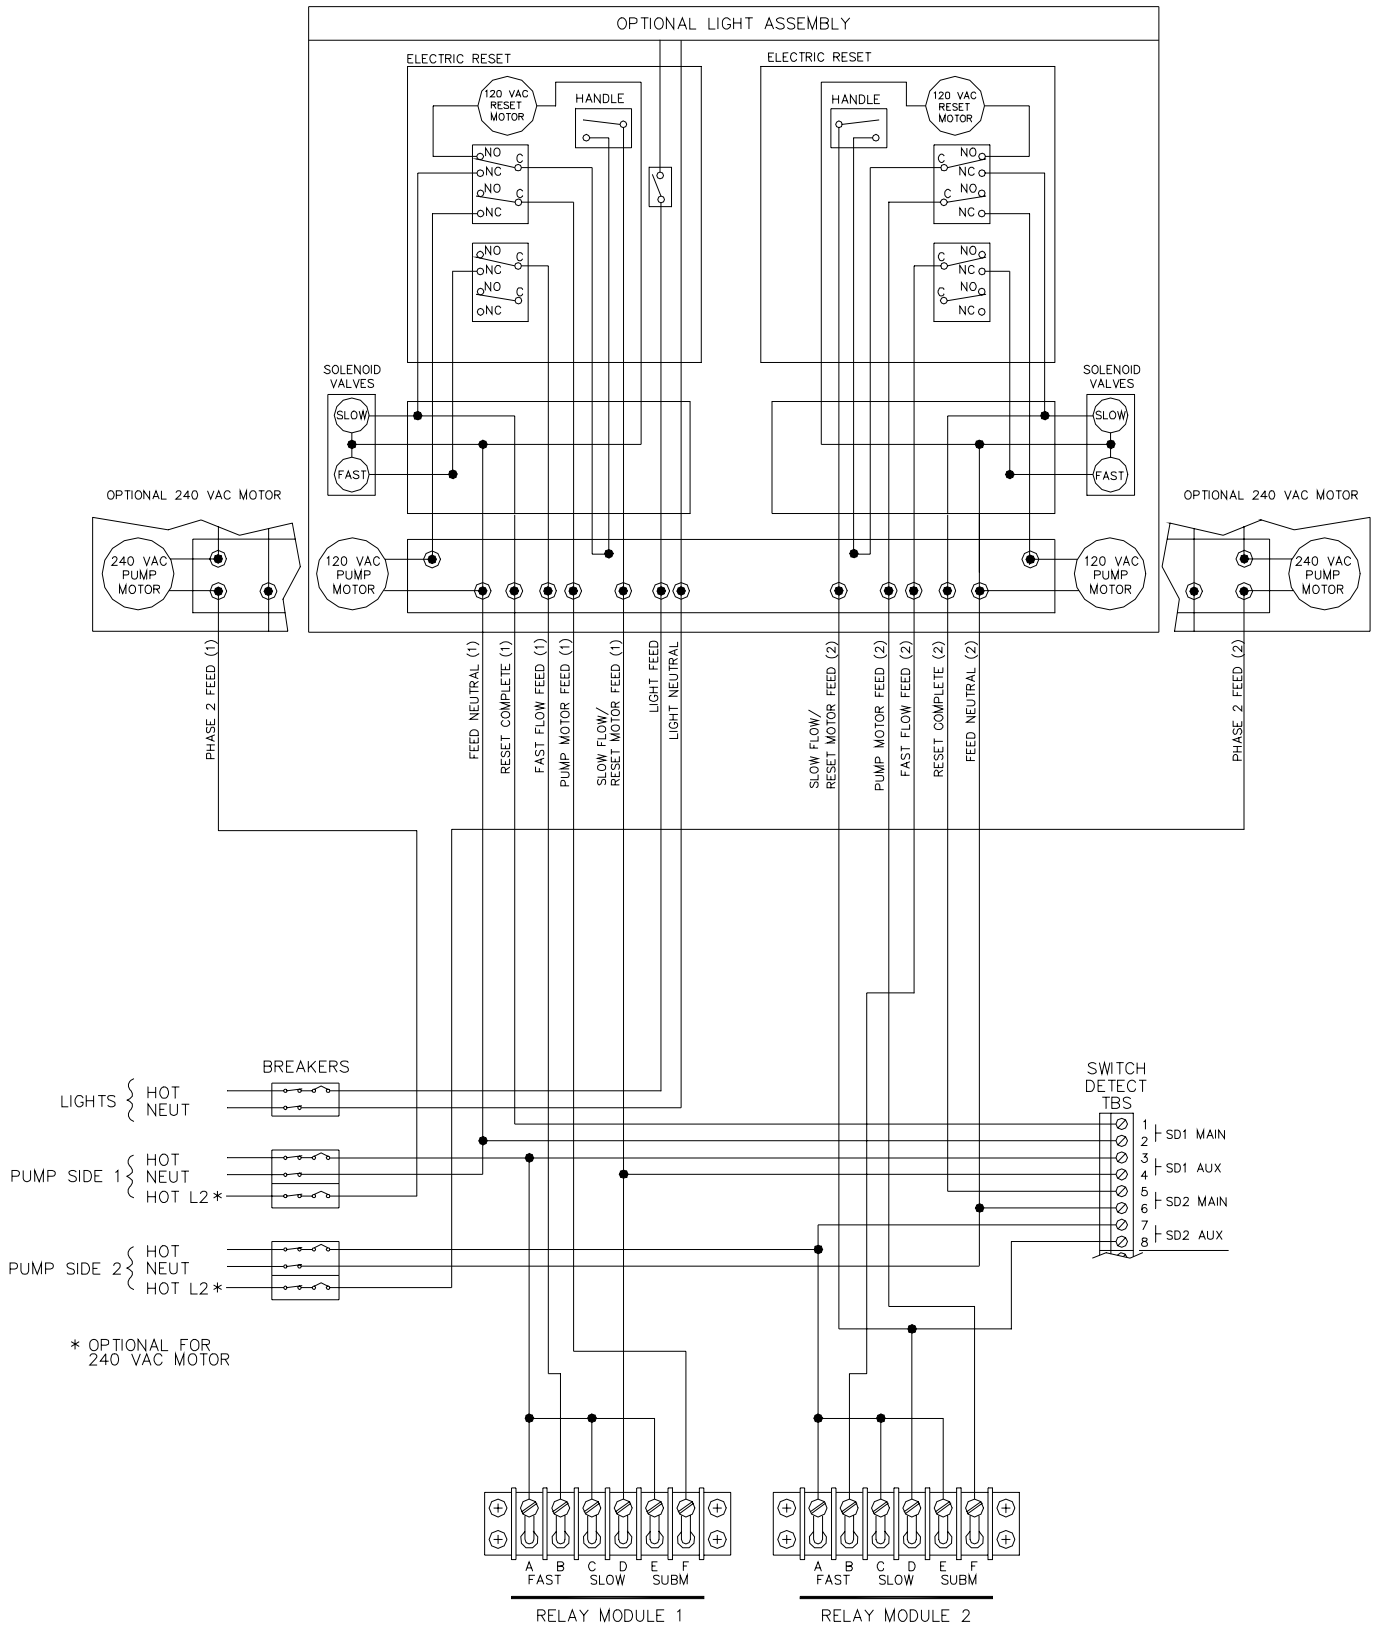 OPTIONAL LIGHT ASSEMBLY
ELECTRIC RESET
120 VAC
RESET
MOTOR
HANDLE
NO
C
NC
NO
C
NC
NO
C
NC
NO
C
NC
ELECTRIC RESET
HANDLE
120 VAC
RESET
MOTOR
NO
C
NC
NO
C
NC
NO
C
NC
NO
C
NC
SOLENOID
VALVES
SLOW
FAST
SOLENOID
VALVES
SLOW
FAST
OPTIONAL 240 VAC MOTOR
240 VAC
PUMP
MOTOR
120 VAC
PUMP
MOTOR
120 VAC
PUMP
MOTOR
OPTIONAL 240 VAC MOTOR
240 VAC
PUMP
MOTOR
PHASE 2 FEED (1)
FEED NEUTRAL (1)
RESET COMPLETE (1)
FAST FLOW FEED (1)
PUMP MOTOR FEED (1)
SLOW FLOW/
RESET MOTOR FEED (1)
LIGHT FEED
LIGHT NEUTRAL
SLOW FLOW/
RESET MOTOR FEED (2)
PUMP MOTOR FEED (2)
FAST FLOW FEED (2)
RESET COMPLETE (2)
FEED NEUTRAL (2)
PHASE 2 FEED (2)
BREAKERS
LIGHTS
HOT
NEUT
PUMP SIDE 1
HOT
NEUT
HOT L2*
PUMP SIDE 2
HOT
NEUT
HOT L2*
* OPTIONAL FOR
240 VAC MOTOR
SWITCH
DETECT
TBS
1
2
SD1 MAIN
3
4
SD1 AUX
5
6
SD2 MAIN
7
8
SD2 AUX
A B C D E F
FAST SLOW SUBM
RELAY MODULE 1
A B C D E F
FAST SLOW SUBM
RELAY MODULE 2